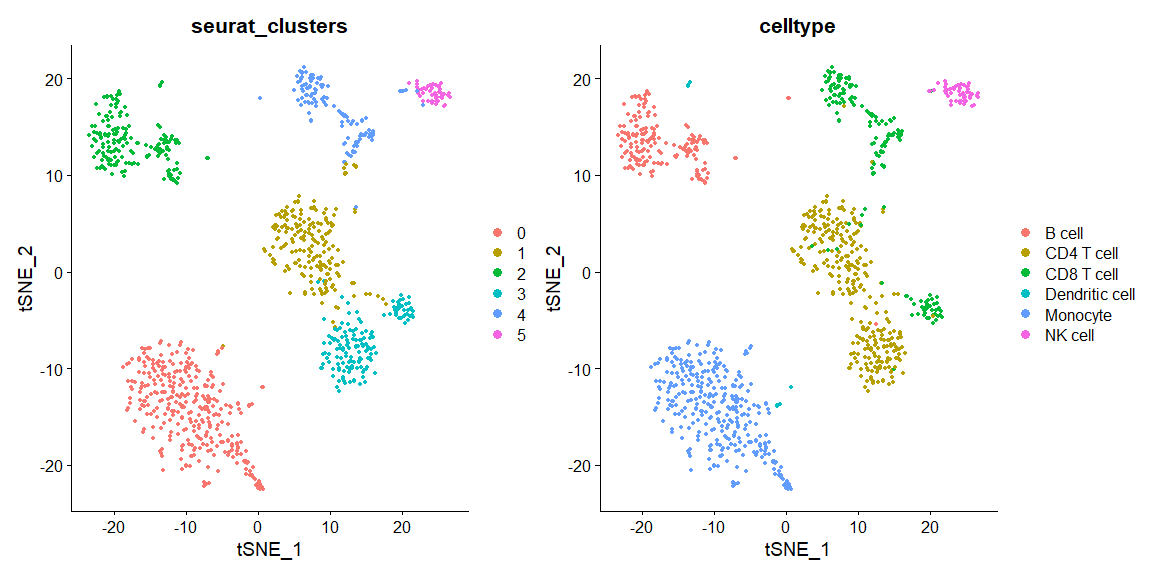 seurat_clusters
20
10
0
-10
-20
-20
-10
0
10
20
tSNE_1
tSNE_2
0
1
2
3
4
5
celltype
20
10
0
-10
-20
-20
-10
0
10
20
tSNE_1
tSNE_2
B cell
CD4 T cell
CD8 T cell
Dendritic cell
Monocyte
NK cell